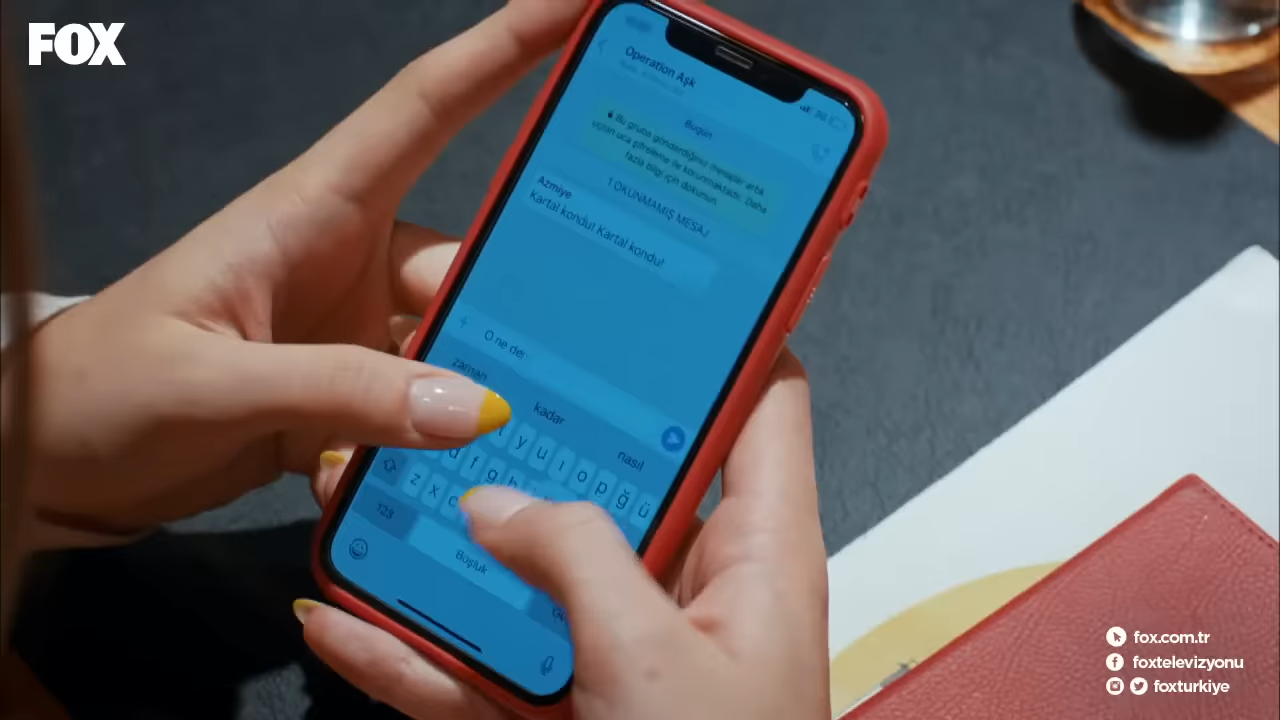 FOX
Operation Aşk
Bugün
Bu gruba gönderdiğiniz mesajlar artık
uçtan uca şifreleme ile korunmaktadır. Daha
fazla bilgi için dokunun.
1 OKUNMAMIŞ MESAJ
Azmiye
Kartal kondu! Kartal kondu!
O ne de
zaman
kadar
nasıl
t y u ı o p ğ ü
d f g h
z x c
123
Boşluk
fox.com.tr
foxtelevizyonu
foxturkiye